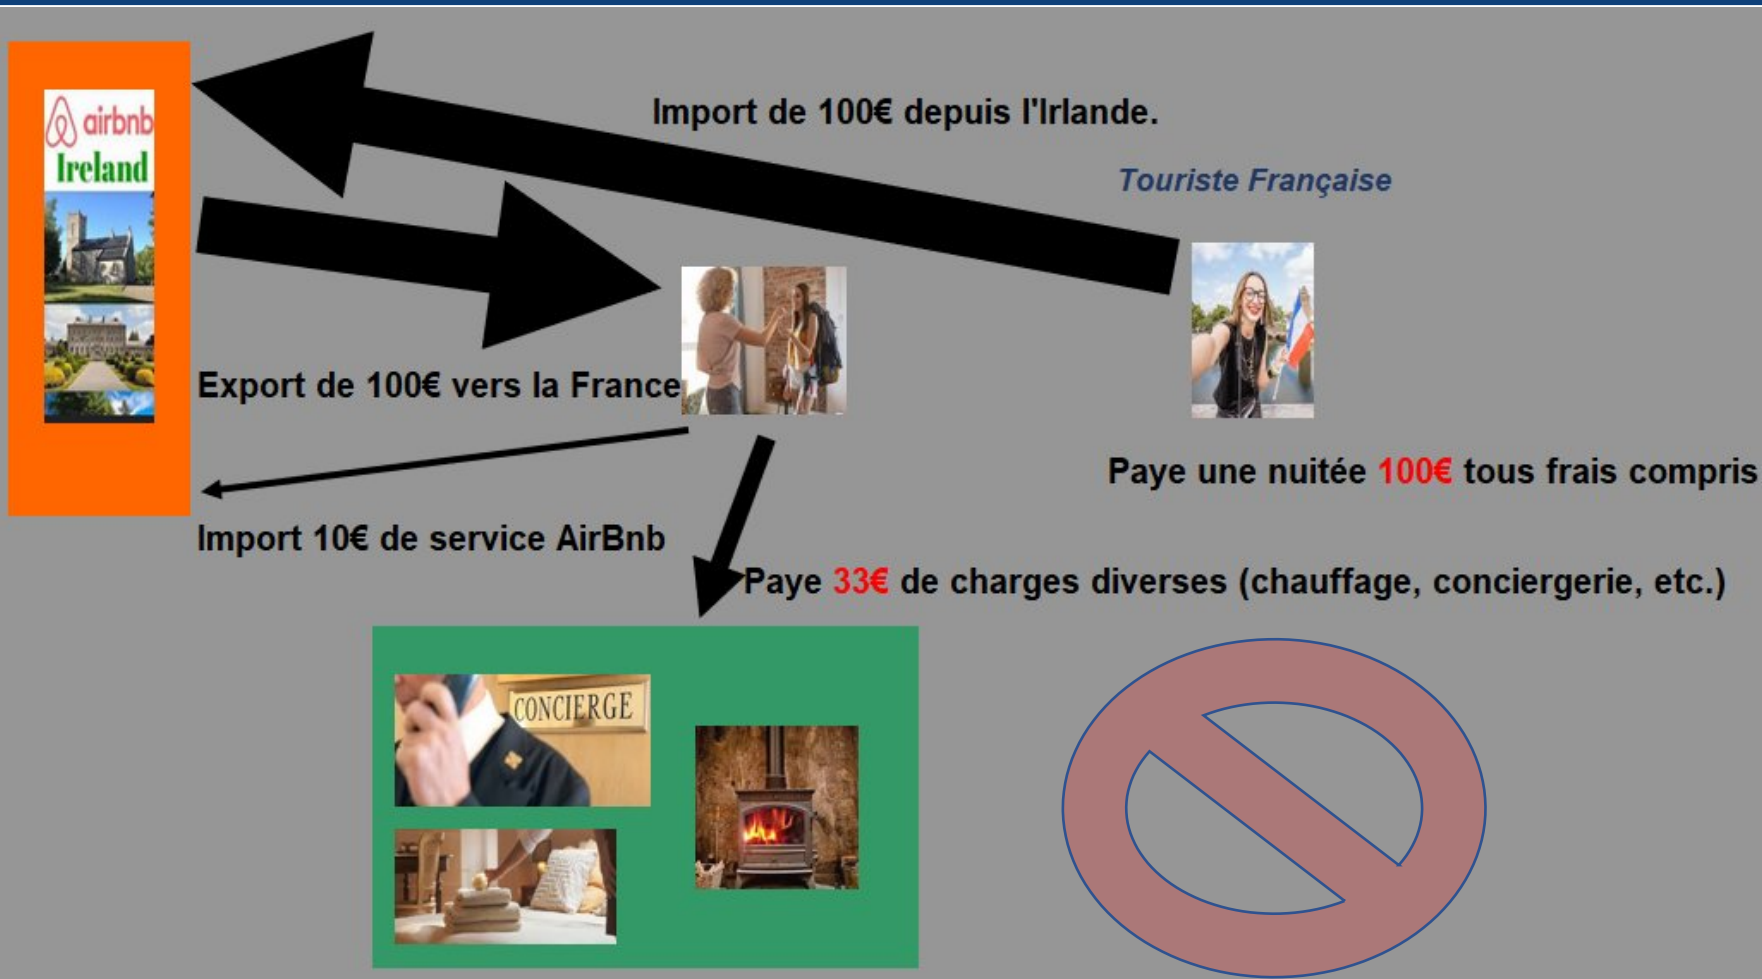 airbnb
Ireland
Import de 100€ depuis l'Irlande.
Touriste Française
Export de 100€ vers la France
Paye une nuitée 100€ tous frais compris
Import 10€ de service AirBnb
Paye 33€ de charges diverses (chauffage, conciergerie, etc.)
CONCIERGE